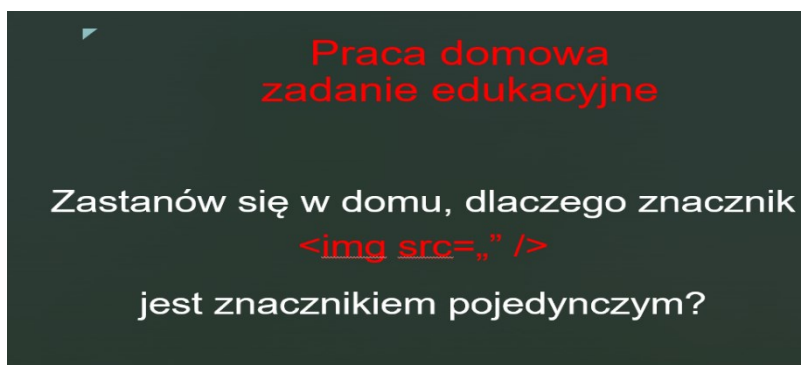 Praca domowa
zadanie edukacyjne
Zastanów się w domu, dlaczego znacznik
<img src=„” />
jest znacznikiem pojedynczym?